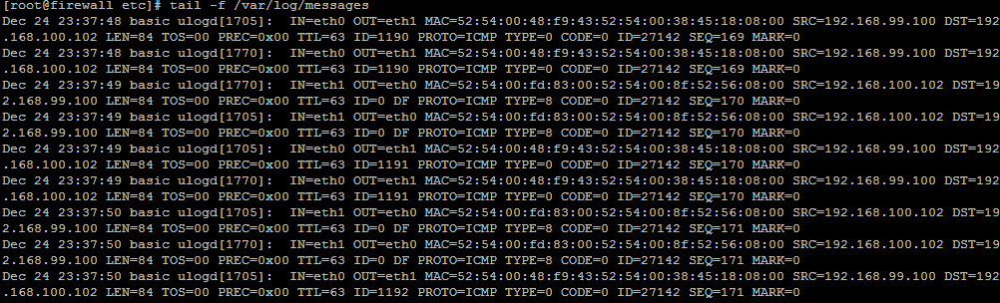 [root@firewall etc]# tail -f /var/log/messages
Dec 24 23:37:48 basic ulogd[1705]:  IN=eth0 OUT=eth1 MAC=52:54:00:48:f9:43:52:54:00:38:45:18:08:00 SRC=192.168.99.100 DST=192
.168.100.102 LEN=84 TOS=00 PREC=0x00 TTL=63 ID=1190 PROTO=ICMP TYPE=0 CODE=0 ID=27142 SEQ=169 MARK=0
Dec 24 23:37:48 basic ulogd[1770]:  IN=eth0 OUT=eth1 MAC=52:54:00:48:f9:43:52:54:00:38:45:18:08:00 SRC=192.168.99.100 DST=192
.168.100.102 LEN=84 TOS=00 PREC=0x00 TTL=63 ID=1190 PROTO=ICMP TYPE=0 CODE=0 ID=27142 SEQ=169 MARK=0
Dec 24 23:37:49 basic ulogd[1770]:  IN=eth1 OUT=eth0 MAC=52:54:00:fd:83:00:52:54:00:8f:52:56:08:00 SRC=192.168.100.102 DST=19
2.168.99.100 LEN=84 TOS=00 PREC=0x00 TTL=63 ID=0 DF PROTO=ICMP TYPE=8 CODE=0 ID=27142 SEQ=170 MARK=0
Dec 24 23:37:49 basic ulogd[1705]:  IN=eth1 OUT=eth0 MAC=52:54:00:fd:83:00:52:54:00:8f:52:56:08:00 SRC=192.168.100.102 DST=19
2.168.99.100 LEN=84 TOS=00 PREC=0x00 TTL=63 ID=0 DF PROTO=ICMP TYPE=8 CODE=0 ID=27142 SEQ=170 MARK=0
Dec 24 23:37:49 basic ulogd[1705]:  IN=eth0 OUT=eth1 MAC=52:54:00:48:f9:43:52:54:00:38:45:18:08:00 SRC=192.168.99.100 DST=192
.168.100.102 LEN=84 TOS=00 PREC=0x00 TTL=63 ID=1191 PROTO=ICMP TYPE=0 CODE=0 ID=27142 SEQ=170 MARK=0
Dec 24 23:37:49 basic ulogd[1770]:  IN=eth0 OUT=eth1 MAC=52:54:00:48:f9:43:52:54:00:38:45:18:08:00 SRC=192.168.99.100 DST=192
.168.100.102 LEN=84 TOS=00 PREC=0x00 TTL=63 ID=1191 PROTO=ICMP TYPE=0 CODE=0 ID=27142 SEQ=170 MARK=0
Dec 24 23:37:50 basic ulogd[1705]:  IN=eth1 OUT=eth0 MAC=52:54:00:fd:83:00:52:54:00:8f:52:56:08:00 SRC=192.168.100.102 DST=19
2.168.99.100 LEN=84 TOS=00 PREC=0x00 TTL=63 ID=0 DF PROTO=ICMP TYPE=8 CODE=0 ID=27142 SEQ=171 MARK=0
Dec 24 23:37:50 basic ulogd[1770]:  IN=eth1 OUT=eth0 MAC=52:54:00:fd:83:00:52:54:00:8f:52:56:08:00 SRC=192.168.100.102 DST=19
2.168.99.100 LEN=84 TOS=00 PREC=0x00 TTL=63 ID=0 DF PROTO=ICMP TYPE=8 CODE=0 ID=27142 SEQ=171 MARK=0
Dec 24 23:37:50 basic ulogd[1705]:  IN=eth0 OUT=eth1 MAC=52:54:00:48:f9:43:52:54:00:38:45:18:08:00 SRC=192.168.99.100 DST=192
.168.100.102 LEN=84 TOS=00 PREC=0x00 TTL=63 ID=1192 PROTO=ICMP TYPE=0 CODE=0 ID=27142 SEQ=171 MARK=0